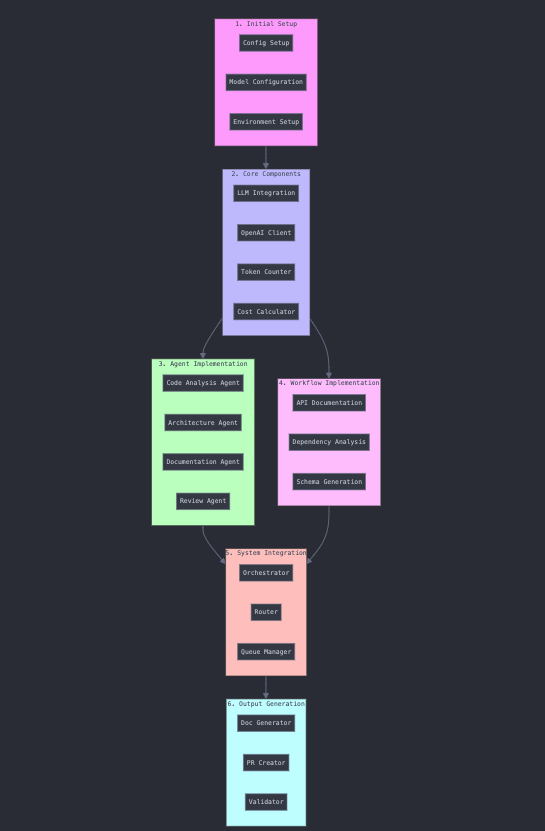 1. Initial Setup
Config Setup
Model Configuration
Environment Setup
2. Core Components
LLM Integration
OpenAI Client
Token Counter
Cost Calculator
3. Agent Implementation
Code Analysis Agent
Architecture Agent
Documentation Agent
Review Agent
4. Workflow Implementation
API Documentation
Dependency Analysis
Schema Generation
5. System Integration
Orchestrator
Router
Queue Manager
6. Output Generation
Doc Generator
PR Creator
Validator